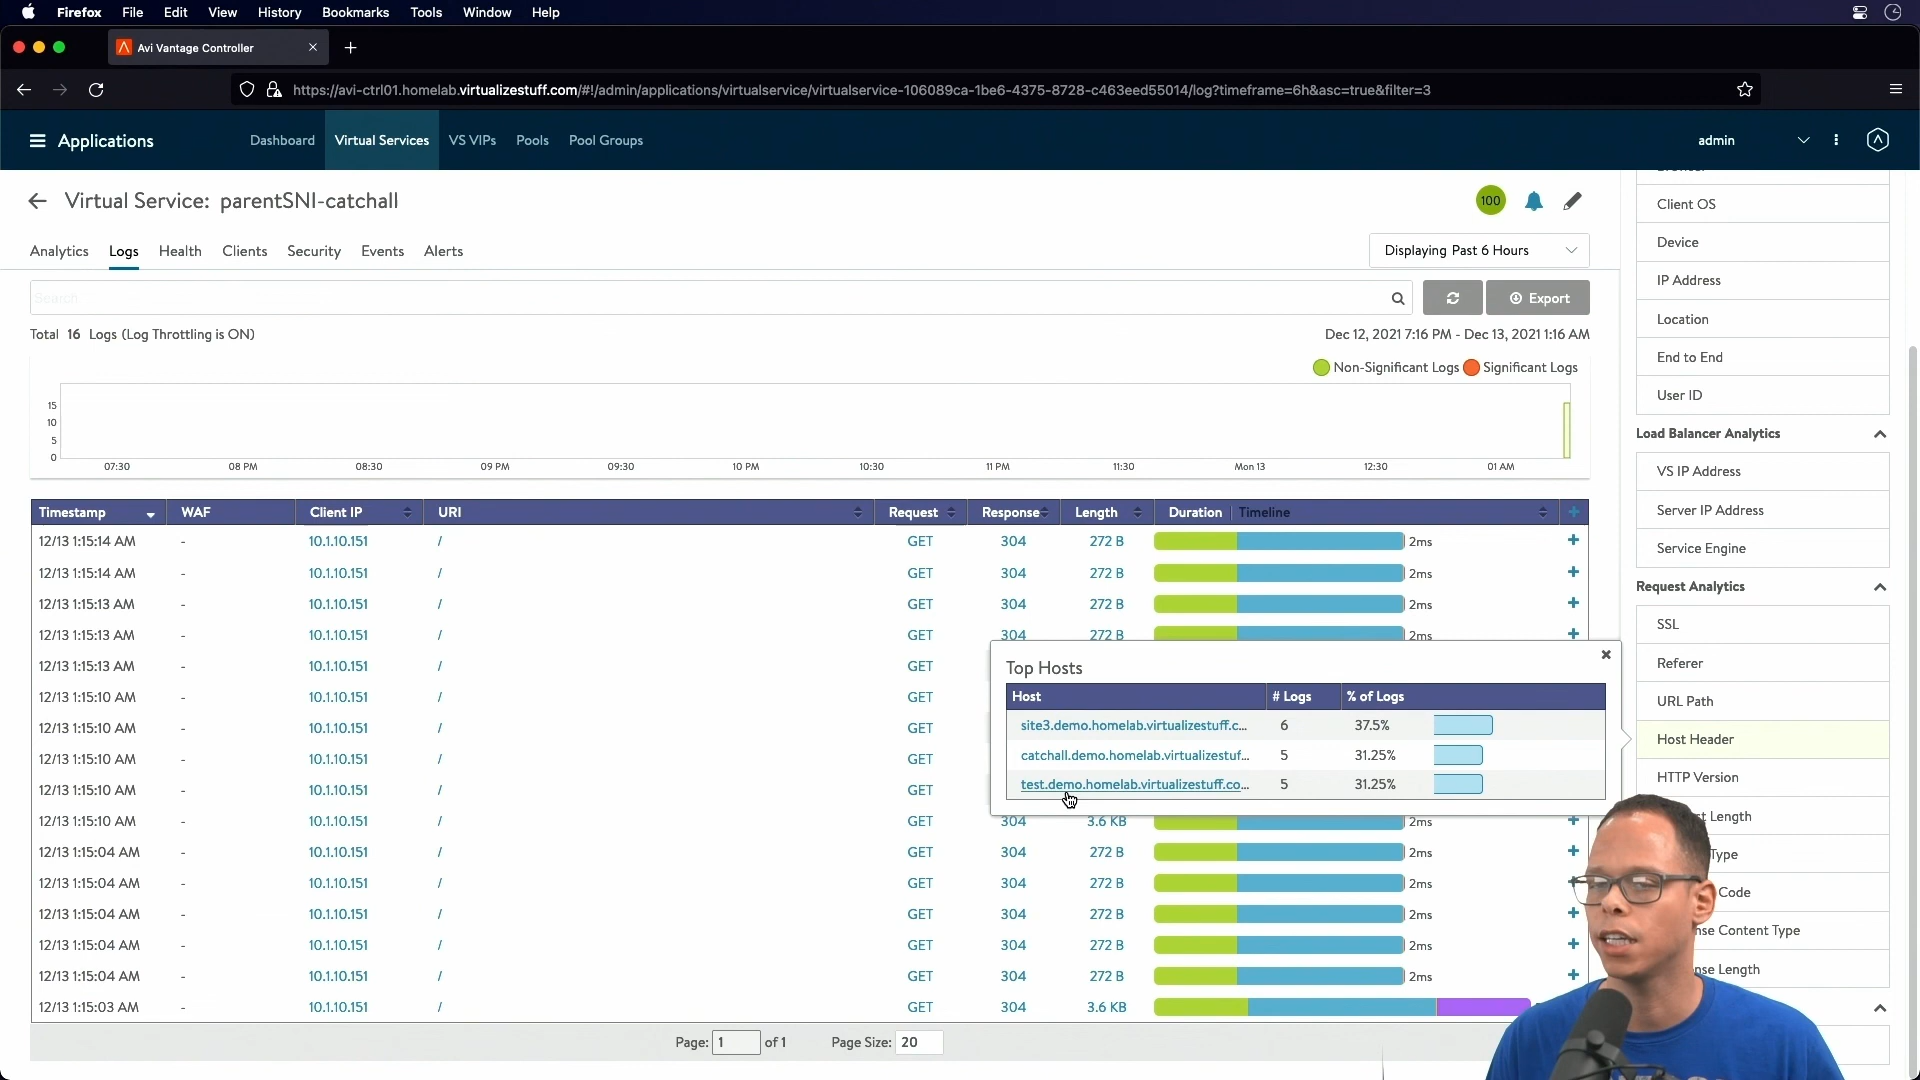 Firefox File Edit View History Bookmarks Tools Window Help
Avi Vantage Controller
https://avi-ctrl01.homelab.virtualizestuff.com/#!/admin/applications/virtualservice/virtualservice-106089ca-1be6-4375-8728-c463eed55014/log?timeframe=6h&asc=true&filter=3
Applications Dashboard Virtual Services VS VIPs Pools Pool Groups admin
Virtual Service: parentSNI-catchall 100
Analytics Logs Health Clients Security Events Alerts Displaying Past 6 Hours
Search Export
Total 16 Logs (Log Throttling is ON) Dec 12, 2021 7:16 PM - Dec 13, 2021 1:16 AM
Non-Significant Logs Significant Logs
15
10
5
0
07:30 08 PM 08:30 09 PM 09:30 10 PM 10:30 11 PM 11:30 Mon 13 12:30 01 AM
Timestamp WAF Client IP URI Request Response Length Duration Timeline +
12/13 1:15:14 AM - 10.1.10.151 / GET 304 272 B 2ms +
12/13 1:15:14 AM - 10.1.10.151 / GET 304 272 B 2ms +
12/13 1:15:13 AM - 10.1.10.151 / GET 304 272 B 2ms +
12/13 1:15:13 AM - 10.1.10.151 / GET 304 272 B 2ms +
12/13 1:15:13 AM - 10.1.10.151 / GET
12/13 1:15:10 AM - 10.1.10.151 / GET
12/13 1:15:10 AM - 10.1.10.151 / GET
12/13 1:15:10 AM - 10.1.10.151 / GET
12/13 1:15:10 AM - 10.1.10.151 / GET
12/13 1:15:10 AM - 10.1.10.151 / GET 304 3.6 KB 2ms +
12/13 1:15:04 AM - 10.1.10.151 / GET 304 272 B 2ms +
12/13 1:15:04 AM - 10.1.10.151 / GET 304 272 B 2ms +
12/13 1:15:04 AM - 10.1.10.151 / GET 304 272 B 2ms +
12/13 1:15:04 AM - 10.1.10.151 / GET 304 272 B 2ms +
12/13 1:15:04 AM - 10.1.10.151 / GET 304 272 B 2ms +
12/13 1:15:03 AM - 10.1.10.151 / GET 304 3.6 KB
Page: 1 of 1 Page Size: 20
Top Hosts
Host # Logs % of Logs
site3.demo.homelab.virtualizestuff.c... 6 37.5%
catchall.demo.homelab.virtualizestuf... 5 31.25%
test.demo.homelab.virtualizestuff.co... 5 31.25%
Client OS
Device
IP Address
Location
End to End
User ID
Load Balancer Analytics
VS IP Address
Server IP Address
Service Engine
Request Analytics
SSL
Referer
URL Path
Host Header
HTTP Version
Length
Type
Code
Content Type
Length